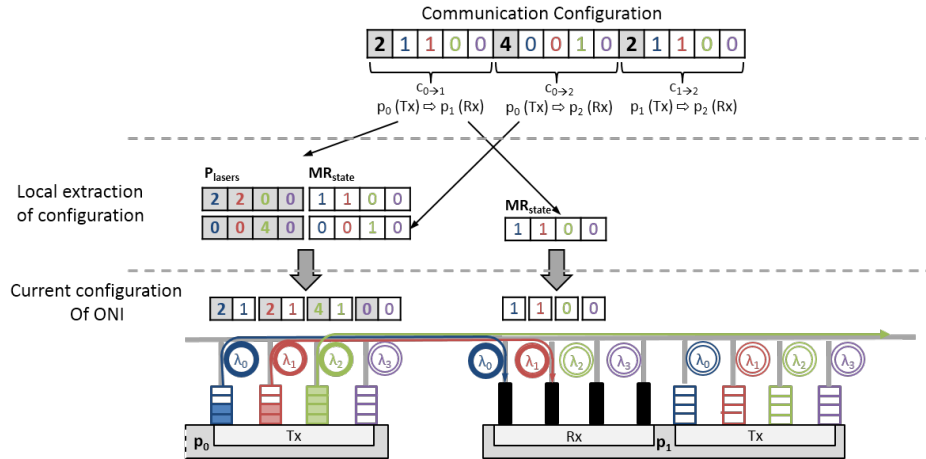 Communication Configuration
2 1 1 0 0 4 0 0 1 0 2 1 1 0 0
c0→1 c0→2 c1→2
p0 (Tx) ⇨ p1 (Rx) p0 (Tx) ⇨ p2 (Rx) p1 (Tx) ⇨ p2 (Rx)
Local extraction
of configuration
Plasers MRstate
2 2 0 0 1 1 0 0
0 0 4 0 0 0 1 0
MRstate
1 1 0 0
Current configuration
Of ONI
2 1 2 1 4 1 0 0
1 1 0 0
λ0 λ1 λ2 λ3 λ0 λ1 λ2 λ3 λ0 λ1 λ2 λ3
p0 Tx Rx p1 Tx